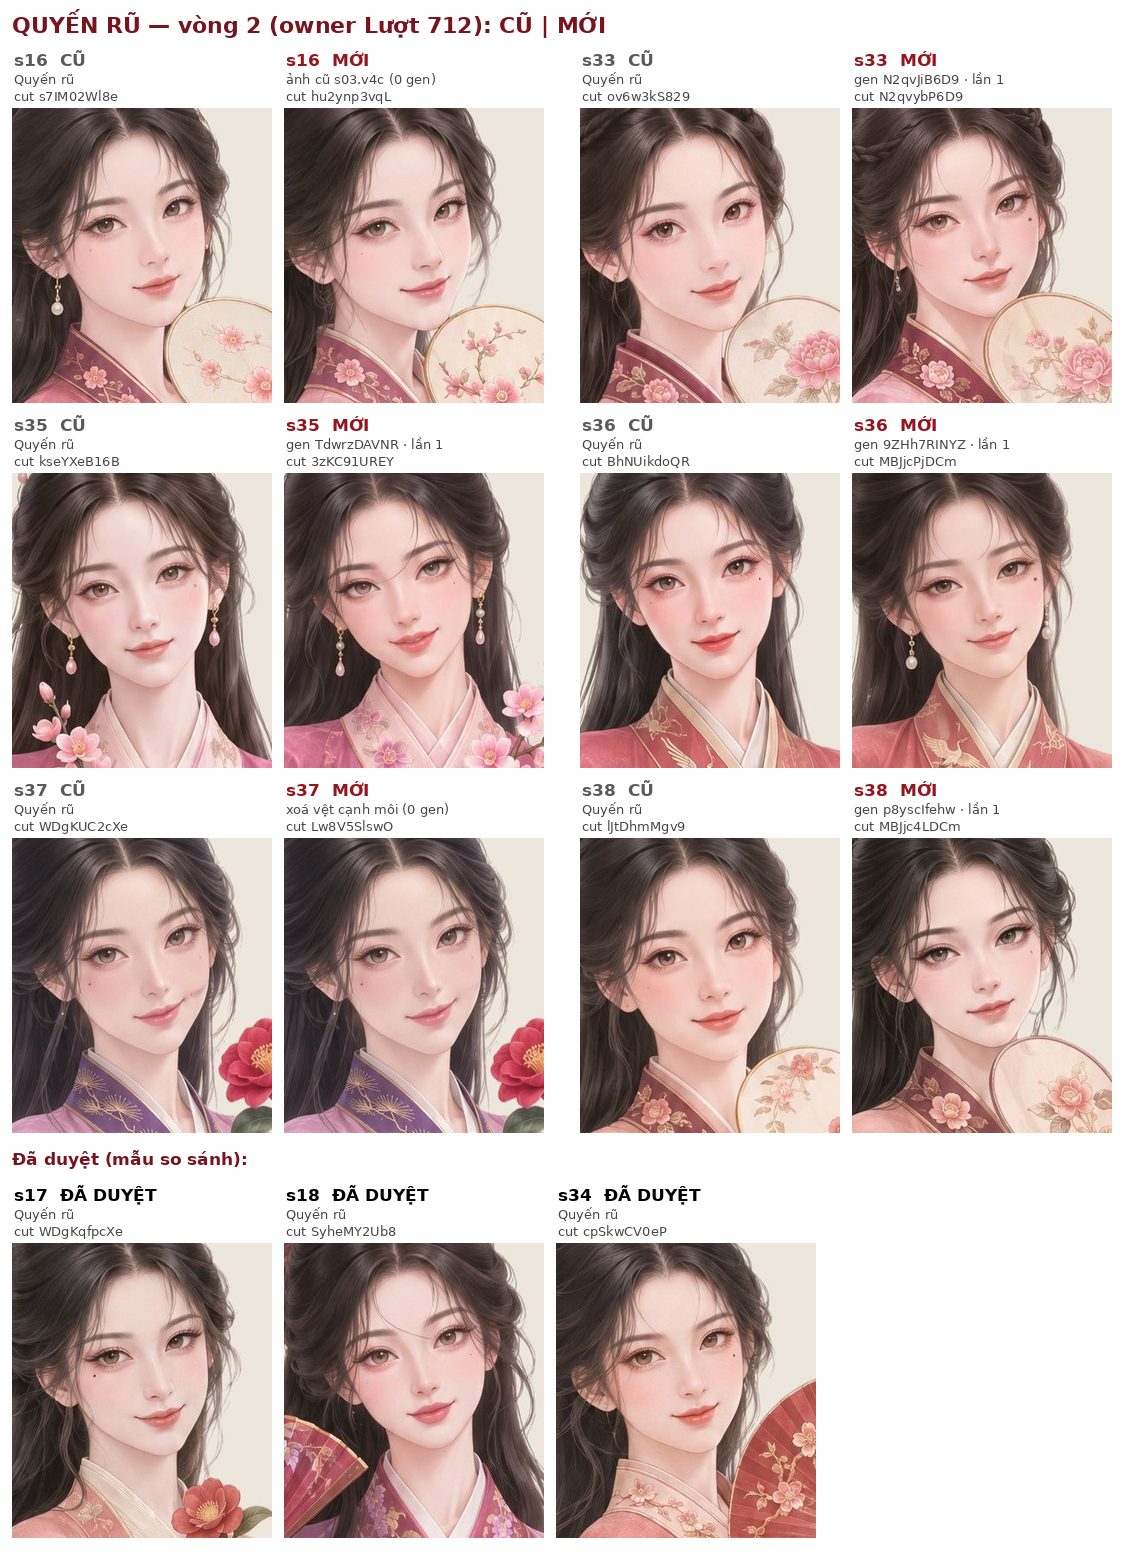 QUYẾN RŨ — vòng 2 (owner Lượt 712): CŨ | MỚI
s16 CŨ
Quyến rũ
cut s7IM02Wl8e
s16 MỚI
ảnh cũ s03.v4c (0 gen)
cut hu2ynp3vqL
s33 CŨ
Quyến rũ
cut ov6w3kS829
s33 MỚI
gen N2qvJiB6D9 · lần 1
cut N2qvybP6D9
s35 CŨ
Quyến rũ
cut kseYXeB16B
s35 MỚI
gen TdwrzDAVNR · lần 1
cut 3zKC91UREY
s36 CŨ
Quyến rũ
cut BhNUikdoQR
s36 MỚI
gen 9ZHh7RINYZ · lần 1
cut MBJjcPjDCm
s37 CŨ
Quyến rũ
cut WDgKUC2cXe
s37 MỚI
xoá vệt cạnh môi (0 gen)
cut Lw8V5SlswO
s38 CŨ
Quyến rũ
cut lJtDhmMgv9
s38 MỚI
gen p8yscIfehw · lần 1
cut MBJjc4LDCm
Đã duyệt (mẫu so sánh):
s17 ĐÃ DUYỆT
Quyến rũ
cut WDgKqfpcXe
s18 ĐÃ DUYỆT
Quyến rũ
cut SyheMY2Ub8
s34 ĐÃ DUYỆT
Quyến rũ
cut cpSkwCV0eP